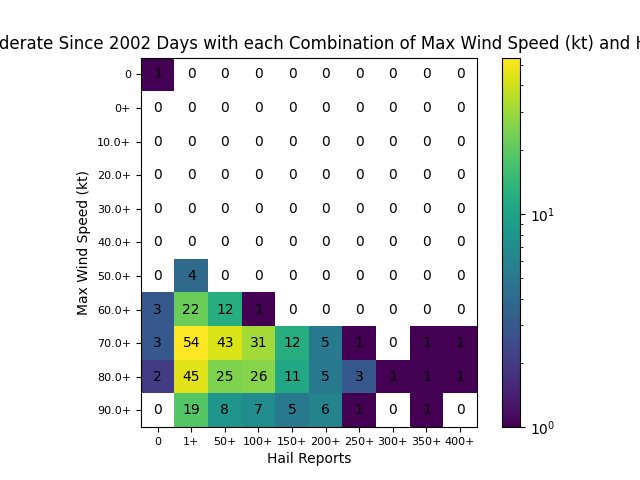 derate Since 2002 Days with each Combination of Max Wind Speed (kt) and H
0 1 0 0 0 0 0 0 0 0 0
0+ 0 0 0 0 0 0 0 0 0 0
10.0+ 0 0 0 0 0 0 0 0 0 0
20.0+ 0 0 0 0 0 0 0 0 0 0
30.0+ 0 0 0 0 0 0 0 0 0 0
40.0+ 0 0 0 0 0 0 0 0 0 0
50.0+ 0 4 0 0 0 0 0 0 0 0
60.0+ 3 22 12 1 0 0 0 0 0 0
70.0+ 3 54 43 31 12 5 1 0 1 1
80.0+ 2 45 25 26 11 5 3 1 1 1
90.0+ 0 19 8 7 5 6 1 0 1 0
0 1+ 50+ 100+ 150+ 200+ 250+ 300+ 350+ 400+
Hail Reports
Max Wind Speed (kt)
10¹
10⁰